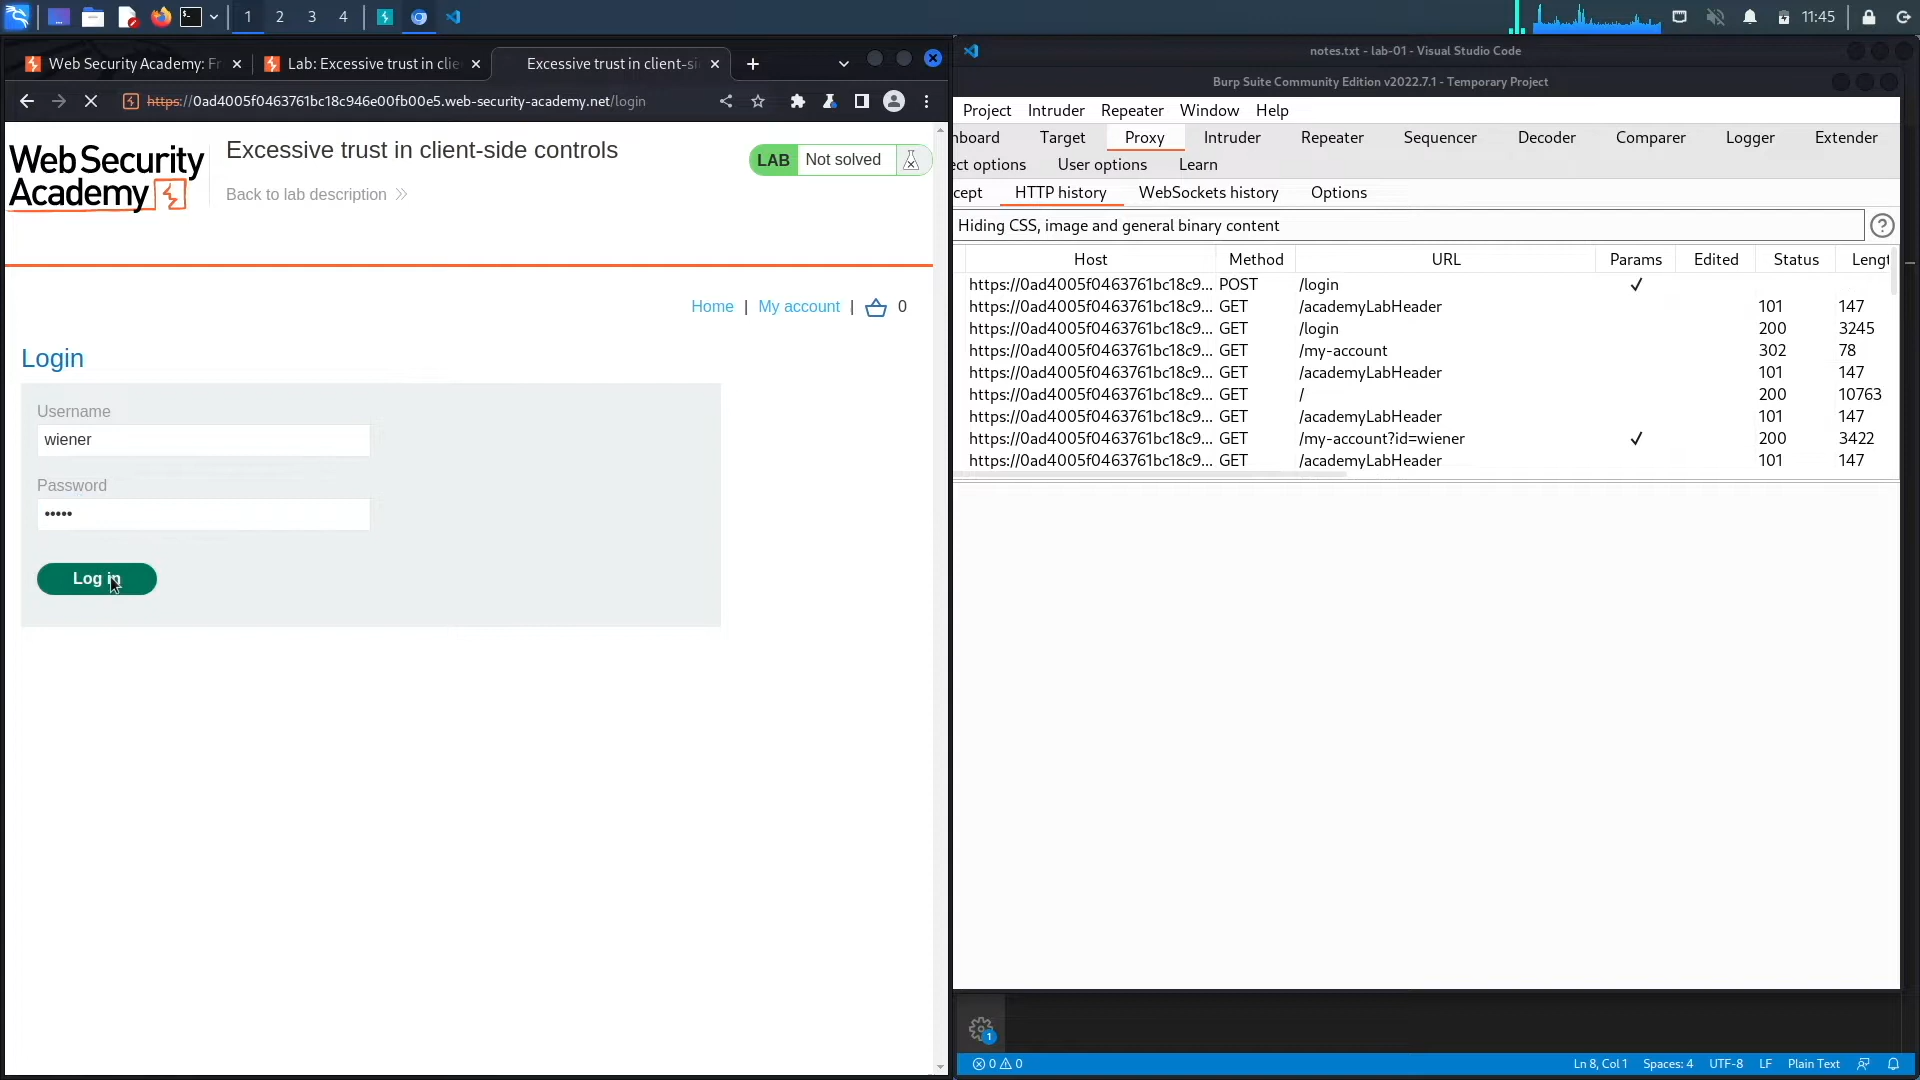 1 2 3 4 11:45
Web Security Academy: Fr
Lab: Excessive trust in clie
Excessive trust in client-si
https://0ad4005f0463761bc18c946e00fb00e5.web-security-academy.net/login
Web Security
Academy
Excessive trust in client-side controls
Back to lab description
LAB Not solved
Home | My account | 0
Login
Username
wiener
Password
•••••
Log in
notes.txt - lab-01 - Visual Studio Code
Burp Suite Community Edition v2022.7.1 - Temporary Project
Project Intruder Repeater Window Help
hboard Target Proxy Intruder Repeater Sequencer Decoder Comparer Logger Extender
ect options User options Learn
cept HTTP history WebSockets history Options
Hiding CSS, image and general binary content
?
Host Method URL Params Edited Status Lengt
https://0ad4005f0463761bc18c9... POST /login ✓
https://0ad4005f0463761bc18c9... GET /academyLabHeader 101 147
https://0ad4005f0463761bc18c9... GET /login 200 3245
https://0ad4005f0463761bc18c9... GET /my-account 302 78
https://0ad4005f0463761bc18c9... GET /academyLabHeader 101 147
https://0ad4005f0463761bc18c9... GET / 200 10763
https://0ad4005f0463761bc18c9... GET /academyLabHeader 101 147
https://0ad4005f0463761bc18c9... GET /my-account?id=wiener ✓ 200 3422
https://0ad4005f0463761bc18c9... GET /academyLabHeader 101 147
1
0 0 Ln 8, Col 1 Spaces: 4 UTF-8 LF Plain Text